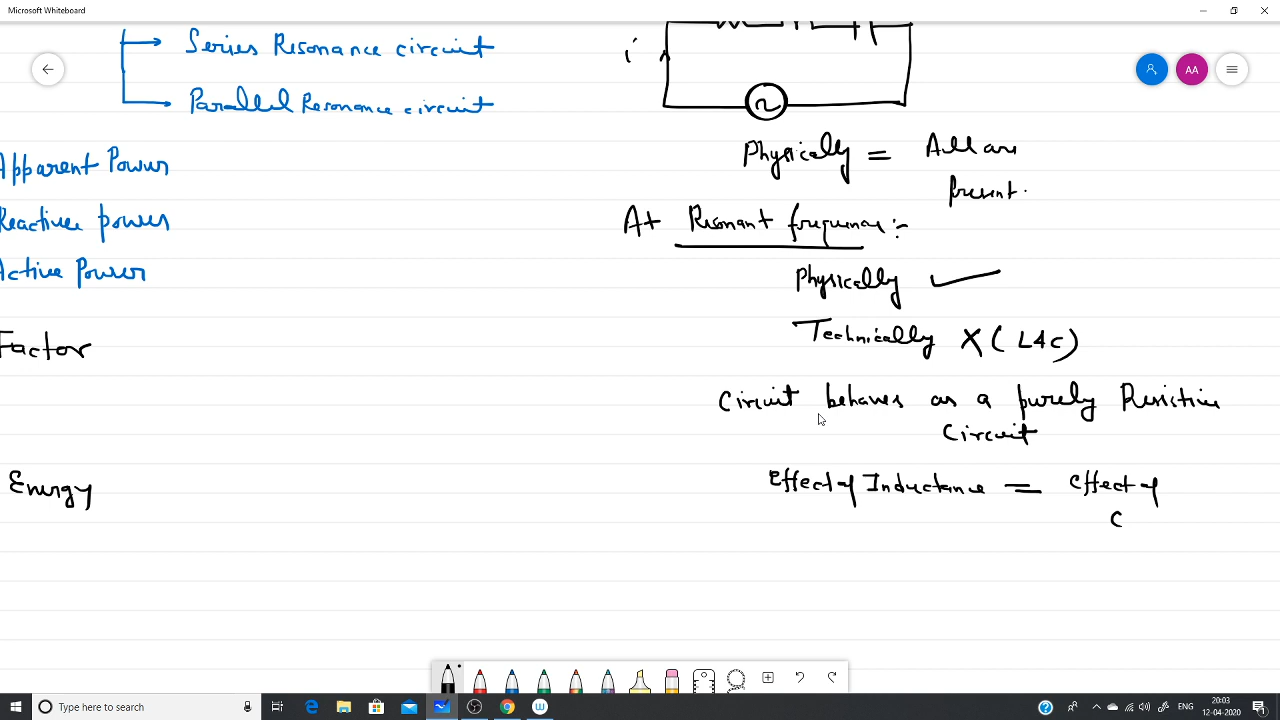 Microsoft Whiteboard
Series Resonance circuit
Parallel Resonance circuit
Apparent Power
Reactive power
Active Power
Factor
Energy
i
Physically = All are
Present.
At Resonant frequency:-
Physically ✓
Technically X (L&C)
Circuit behaves as a purely Resistive
Circuit
Effect of Inductance = Effect of
C
AA
Type here to search
ENG
20:03
12-04-2020